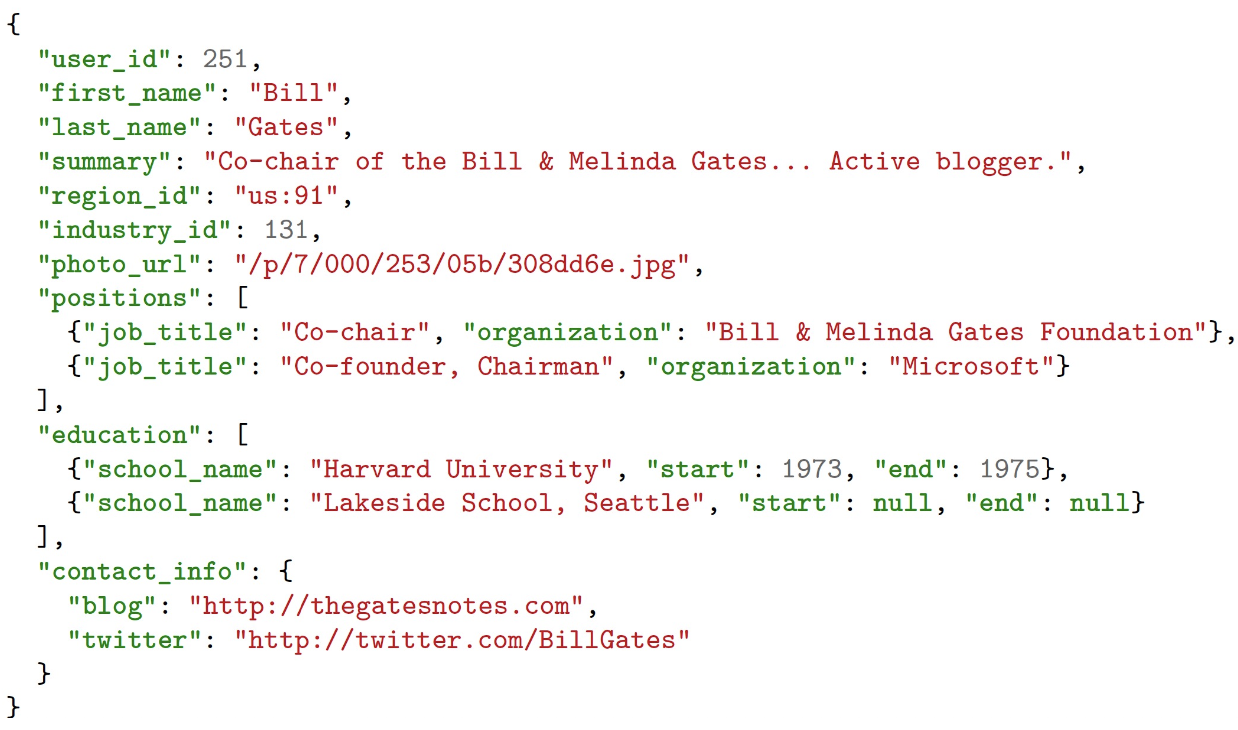 {
  "user_id": 251,
  "first_name": "Bill",
  "last_name": "Gates",
  "summary": "Co-chair of the Bill & Melinda Gates... Active blogger.",
  "region_id": "us:91",
  "industry_id": 131,
  "photo_url": "/p/7/000/253/05b/308dd6e.jpg",
  "positions": [
    {"job_title": "Co-chair", "organization": "Bill & Melinda Gates Foundation"},
    {"job_title": "Co-founder, Chairman", "organization": "Microsoft"}
  ],
  "education": [
    {"school_name": "Harvard University", "start": 1973, "end": 1975},
    {"school_name": "Lakeside School, Seattle", "start": null, "end": null}
  ],
  "contact_info": {
    "blog": "http://thegatesnotes.com",
    "twitter": "http://twitter.com/BillGates"
  }
}